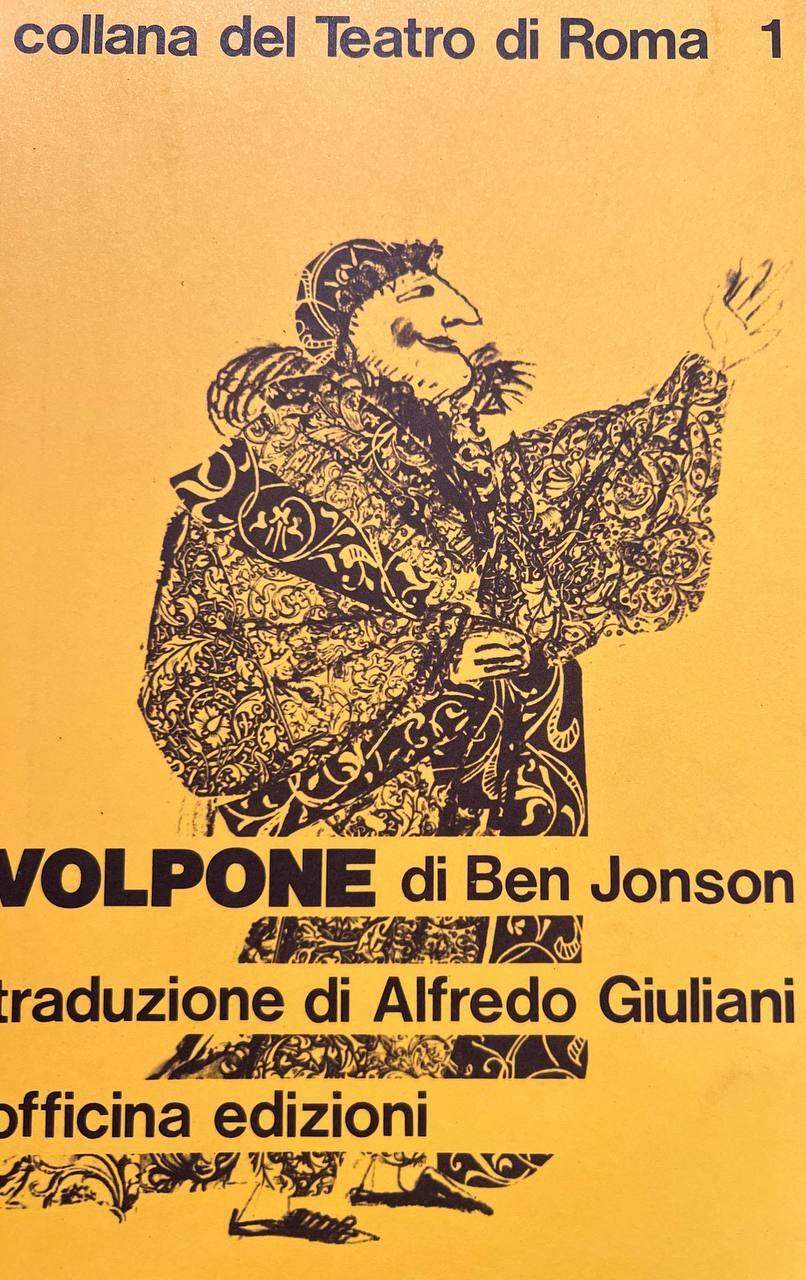 collana del Teatro di Roma 1
VOLPONE di Ben Jonson
traduzione di Alfredo Giuliani
officina edizioni